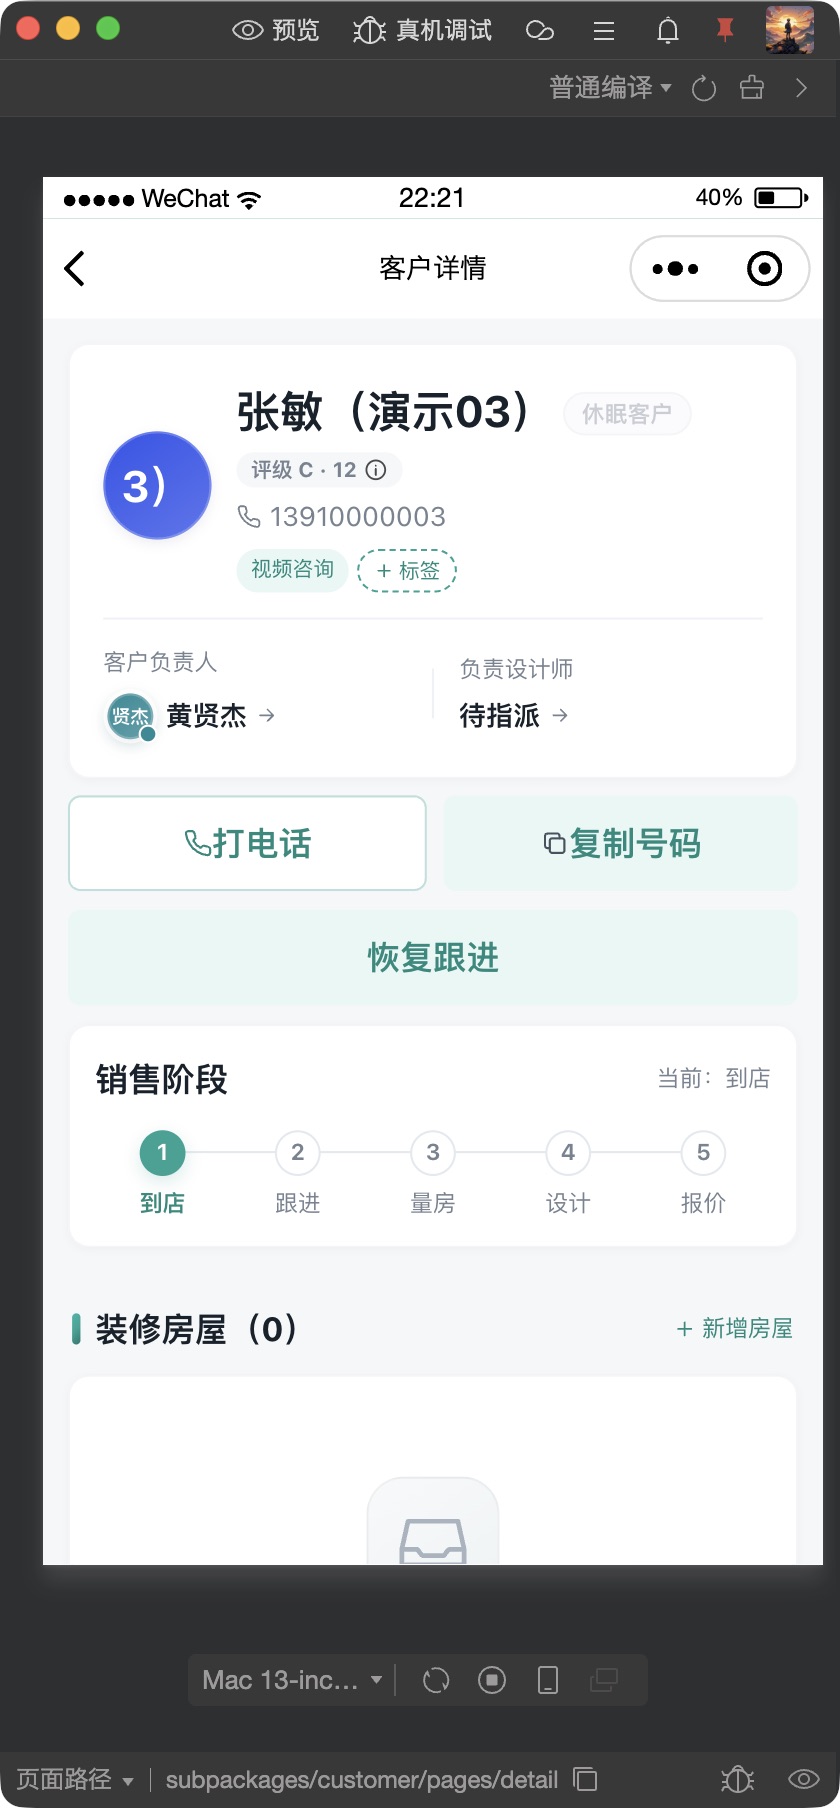 预览 真机调试
普通编译
WeChat 22:21 40%
客户详情
张敏（演示03） 休眠客户
3）
评级 C · 12
13910000003
视频咨询 + 标签
客户负责人 负责设计师
贤杰 黄贤杰 → 待指派 →
打电话 复制号码
恢复跟进
销售阶段 当前：到店
1 2 3 4 5
到店 跟进 量房 设计 报价
装修房屋（0） + 新增房屋
Mac 13-inc...
页面路径 subpackages/customer/pages/detail